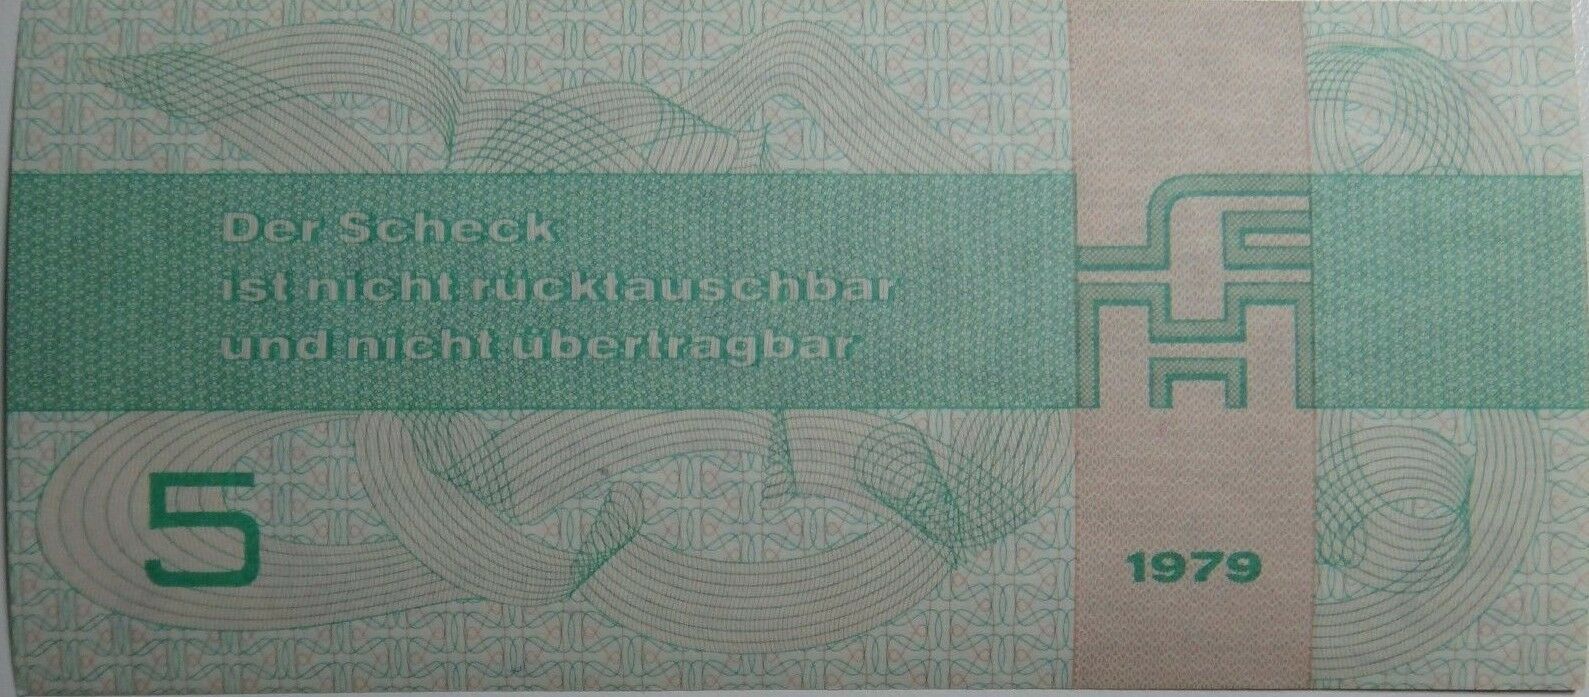 Der Scheck
ist nicht rücktauschbar
und nicht übertragbar
5
1979